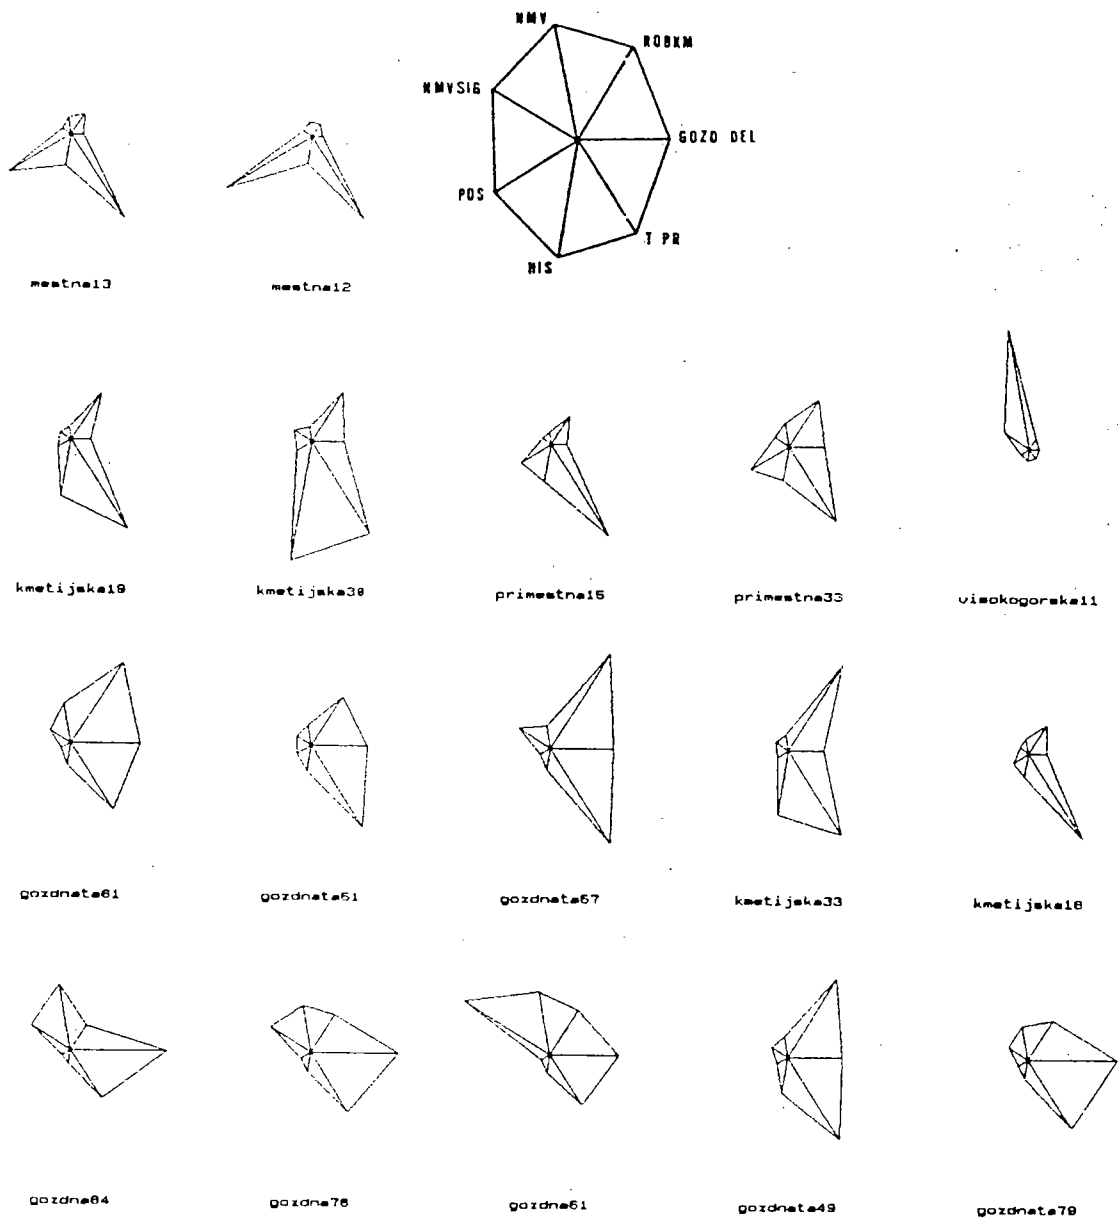 NMV
ROBKM
NMVSIG
GOZD DEL
POS
T PR
NIS
mestna13
mestna12
kmetijska19
kmetijska30
primestna15
primestna33
visokogorska11
gozdnata61
gozdnata51
gozdnata57
kmetijska33
kmetijska18
gozdna84
gozdna76
gozdna61
gozdnata49
gozdnata79